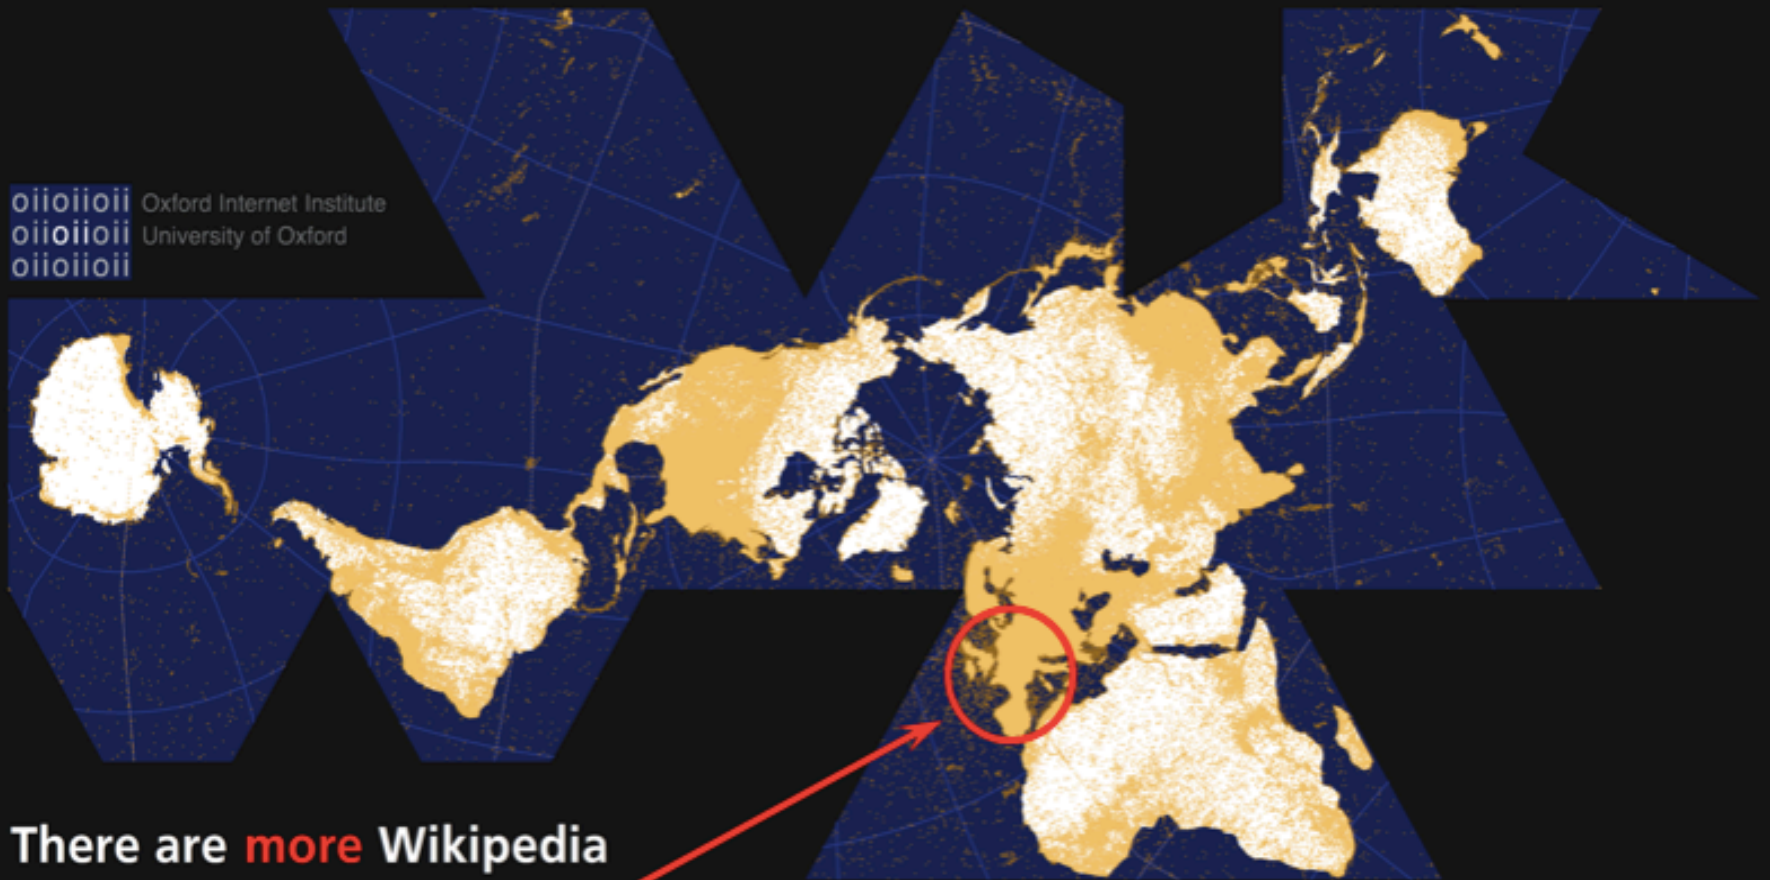 oiioiioii Oxford Internet Institute
oiioiioii University of Oxford
oiioiioii
There are more Wikipedia